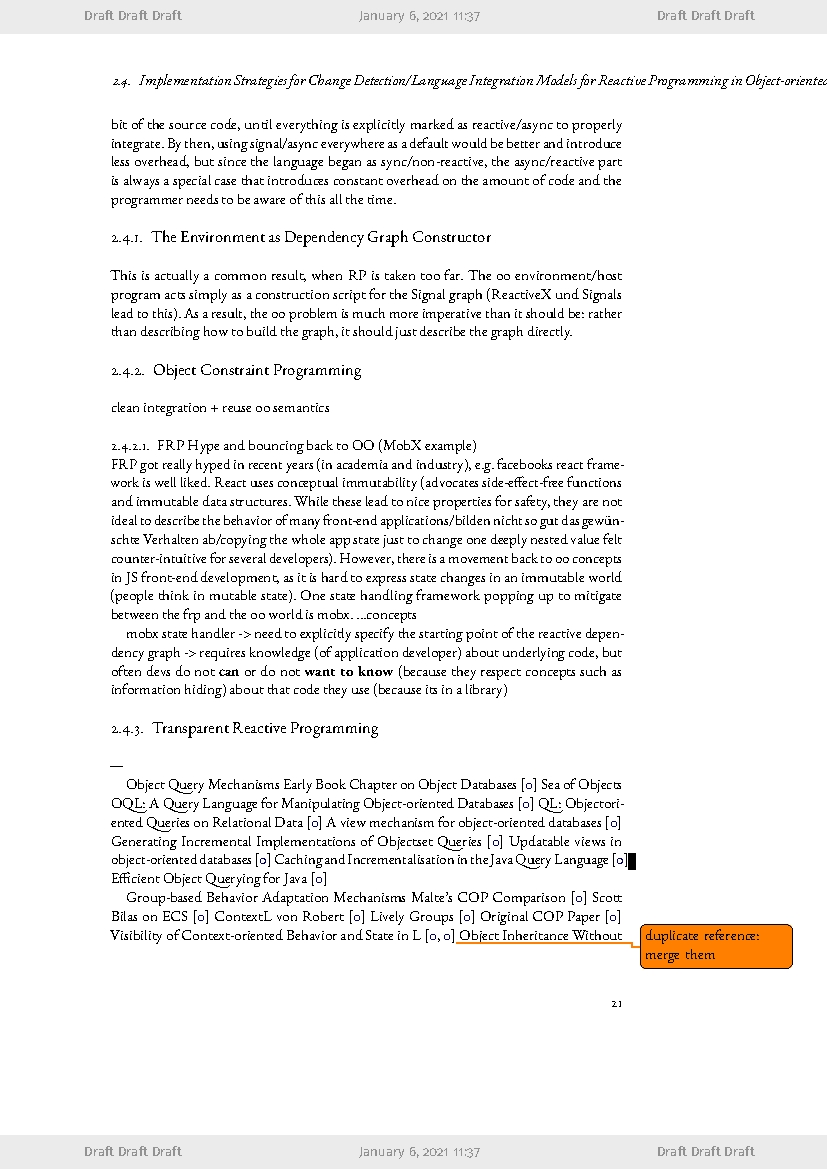 Draft Draft Draft January 6, 2021 11:37 Draft Draft Draft
2.4. Implementation Strategies for Change Detection/Language Integration Models for Reactive Programming in Object-oriented
bit of the source code, until everything is explicitly marked as reactive/async to properly
integrate. By then, using signal/async everywhere as a default would be better and introduce
less overhead, but since the language began as sync/non-reactive, the async/reactive part
is always a special case that introduces constant overhead on the amount of code and the
programmer needs to be aware of this all the time.
2.4.1. The Environment as Dependency Graph Constructor
This is actually a common result, when RP is taken too far. The oo environment/host
program acts simply as a construction script for the Signal graph (ReactiveX und Signals
lead to this). As a result, the oo problem is much more imperative than it should be: rather
than describing how to build the graph, it should just describe the graph directly.
2.4.2. Object Constraint Programming
clean integration + reuse oo semantics
2.4.2.1. FRP Hype and bouncing back to OO (MobX example)
FRP got really hyped in recent years (in academia and industry), e.g. facebooks react frame-
work is well liked. React uses conceptual immutability (advocates side-effect-free functions
and immutable data structures. While these lead to nice properties for safety, they are not
ideal to describe the behavior of many front-end applications/bilden nicht so gut das gewün-
schte Verhalten ab/copying the whole app state just to change one deeply nested value felt
counter-intuitive for several developers). However, there is a movement back to oo concepts
in JS front-end development, as it is hard to express state changes in an immutable world
(people think in mutable state). One state handling framework popping up to mitigate
between the frp and the oo world is mobx. ...concepts
mobx state handler -> need to explicitly specify the starting point of the reactive depen-
dency graph -> requires knowledge (of application developer) about underlying code, but
often devs do not can or do not want to know (because they respect concepts such as
information hiding) about that code they use (because its in a library)
2.4.3. Transparent Reactive Programming
—
Object Query Mechanisms Early Book Chapter on Object Databases [0] Sea of Objects
OQL: A Query Language for Manipulating Object-oriented Databases [0] QL: Objectori-
ented Queries on Relational Data [0] A view mechanism for object-oriented databases [0]
Generating Incremental Implementations of Objectset Queries [0] Updatable views in
object-oriented databases [0] Caching and Incrementalisation in the Java Query Language [0]
Efficient Object Querying for Java [0]
Group-based Behavior Adaptation Mechanisms Malte's COP Comparison [0] Scott
Bilas on ECS [0] ContextL von Robert [0] Lively Groups [0] Original COP Paper [0]
Visibility of Context-oriented Behavior and State in L [0, 0] Object Inheritance Without
duplicate reference:
merge them
21
Draft Draft Draft January 6, 2021 11:37 Draft Draft Draft